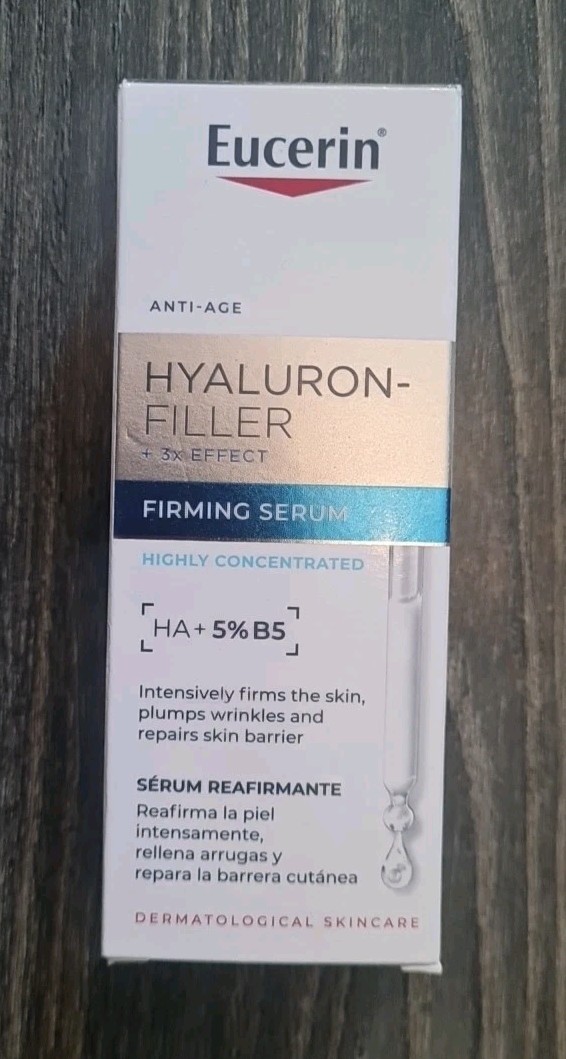 Eucerin®
ANTI-AGE
HYALURON-
FILLER
+ 3x EFFECT
FIRMING SERUM
HIGHLY CONCENTRATED
HA + 5% B5
Intensively firms the skin,
plumps wrinkles and
repairs skin barrier
SÉRUM REAFIRMANTE
Reafirma la piel
intensamente,
rellena arrugas y
repara la barrera cutánea
DERMATOLOGICAL SKINCARE